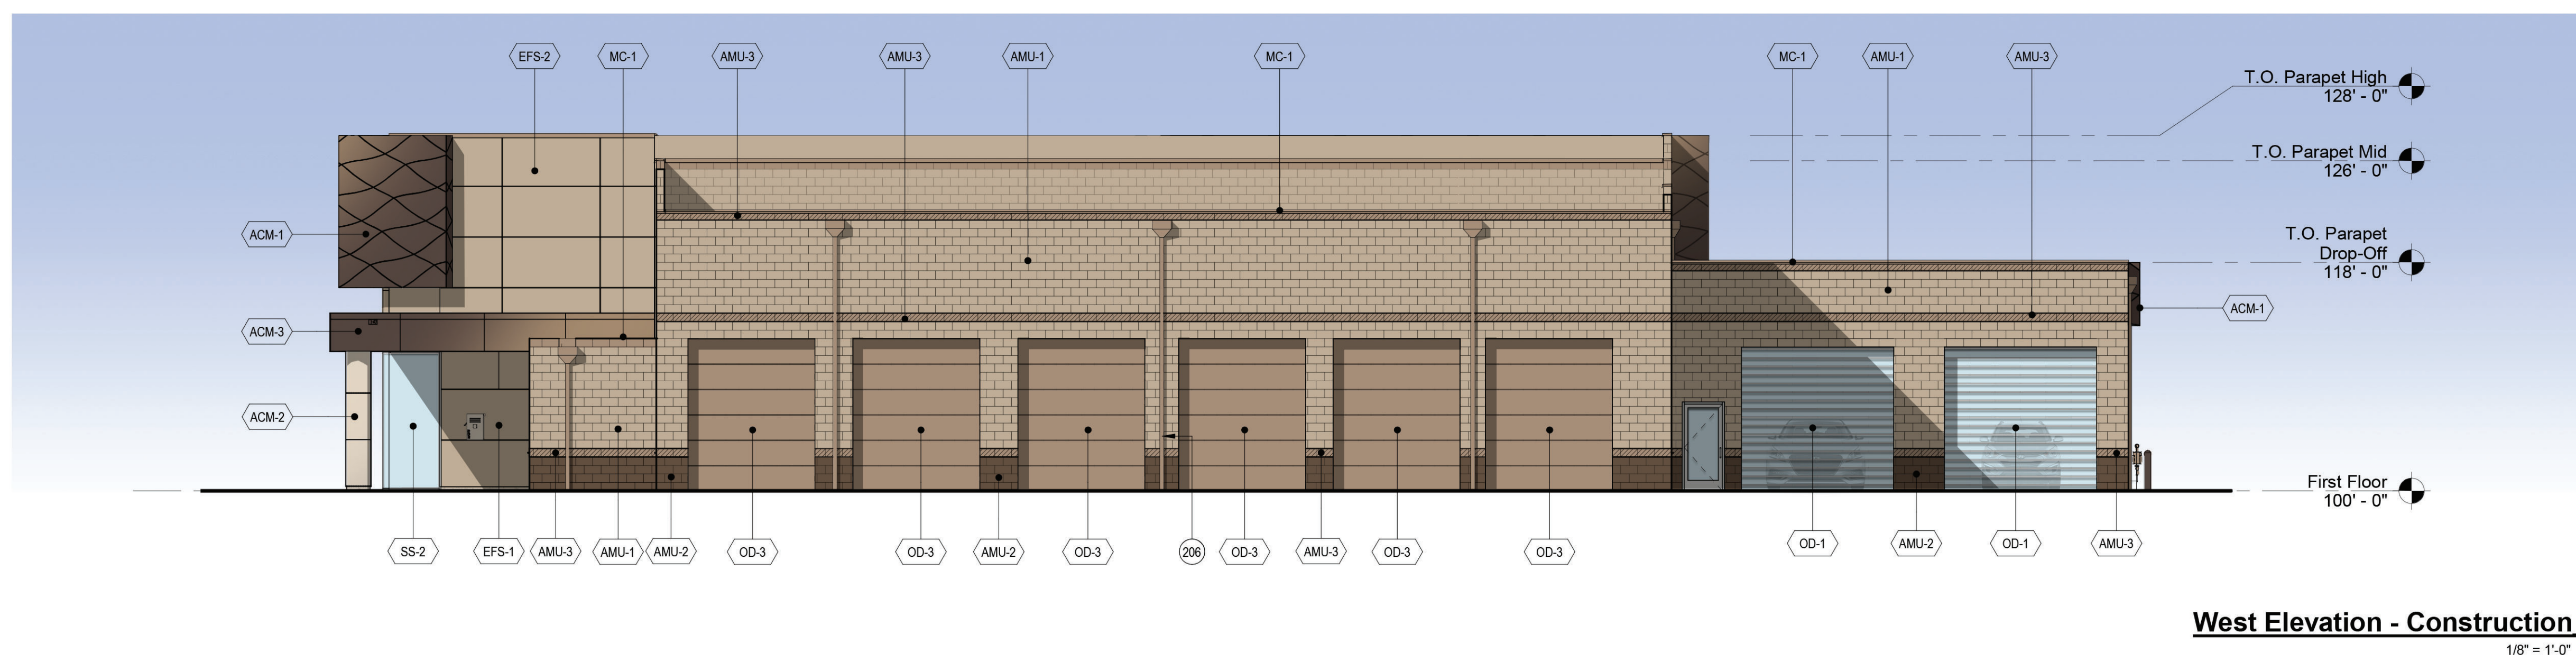 EFS-2
MC-1
AMU-3
AMU-3
AMU-1
MC-1
MC-1
AMU-1
AMU-3
T.O. Parapet High
128' - 0"
T.O. Parapet Mid
126' - 0"
T.O. Parapet
Drop-Off
118' - 0"
ACM-1
ACM-1
ACM-3
ACM-2
First Floor
100' - 0"
SS-2
EFS-1
AMU-3
AMU-1
AMU-2
OD-3
OD-3
AMU-2
OD-3
206
OD-3
AMU-3
OD-3
OD-3
OD-1
AMU-2
OD-1
AMU-3
West Elevation - Construction
1/8" = 1'-0"